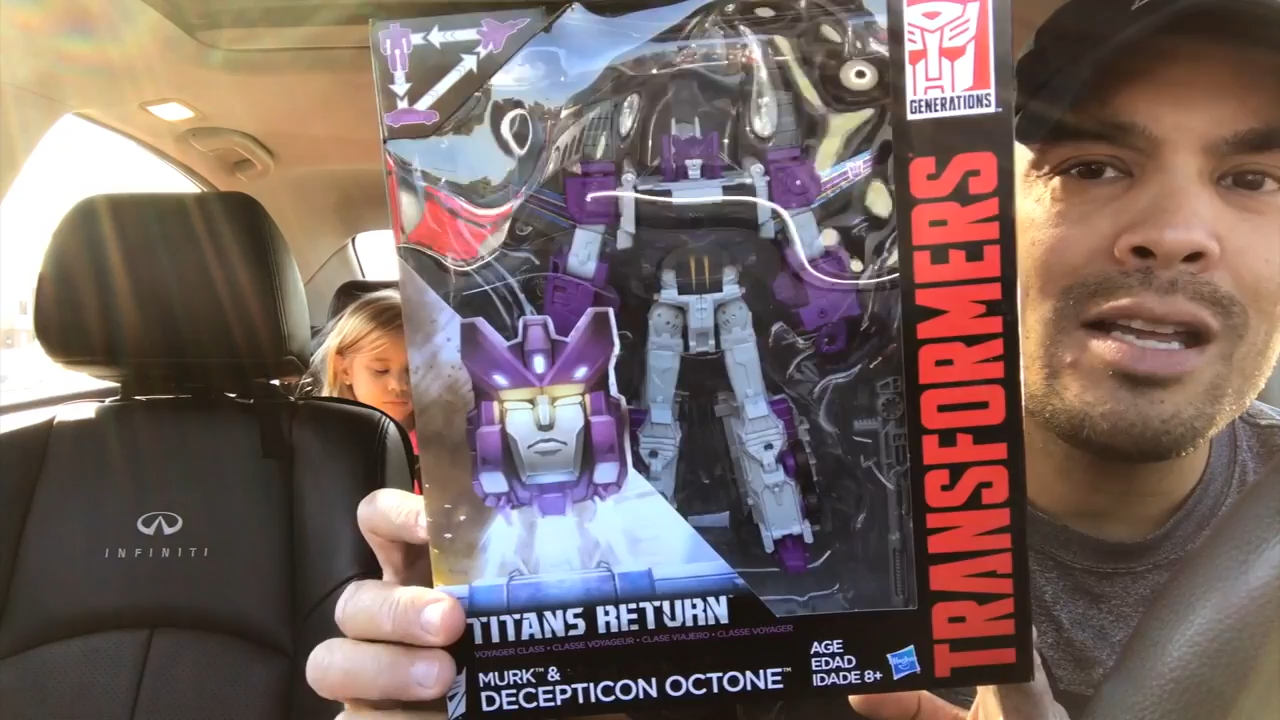 GENERATIONS
TRANSFORMERS
INFINITI
TITANS RETURN™
VOYAGER CLASS • CLASSE VOYAGEUR • CLASE VIAJERO • CLASSE VOYAGER
MURK™ &
DECEPTICON OCTONE™
AGE
EDAD
IDADE 8+
Hasbro